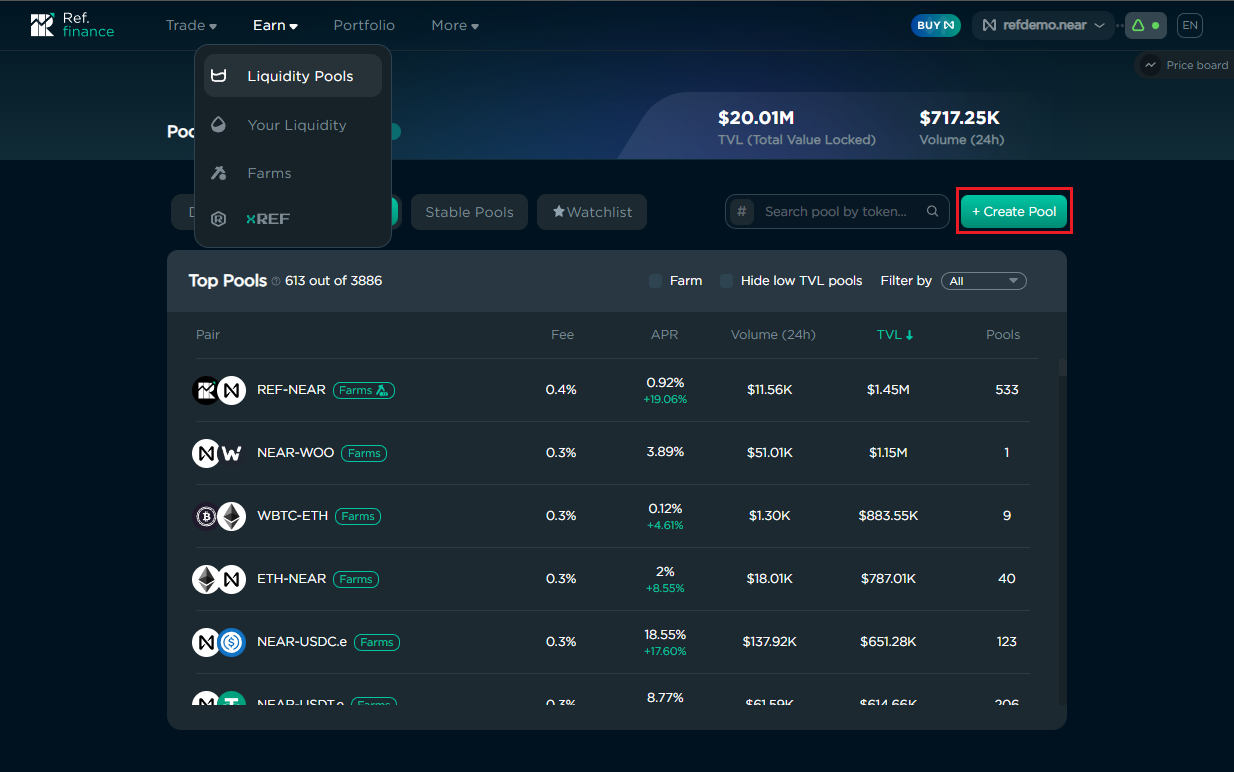 Ref.
finance
Trade
Earn
Portfolio
More
BUY
refdemo.near
EN
Price board
Liquidity Pools
Your Liquidity
Farms
xREF
$20.01M
TVL (Total Value Locked)
$717.25K
Volume (24h)
Stable Pools
Watchlist
# Search pool by token...
+ Create Pool
Top Pools 613 out of 3886
Farm
Hide low TVL pools
Filter by All
Pair Fee APR Volume (24h) TVL Pools
REF-NEAR Farms 0.4% 0.92% $11.56K $1.45M 533
+19.06%
NEAR-WOO Farms 0.3% 3.89% $51.01K $1.15M 1
WBTC-ETH Farms 0.3% 0.12% $1.30K $883.55K 9
+4.61%
ETH-NEAR Farms 0.3% 2% $18.01K $787.01K 40
+8.55%
NEAR-USDC.e Farms 0.3% 18.55% $137.92K $651.28K 123
+17.60%
NEAR-USDT.e Farms 0.3% 8.77% $61.59K $614.66K 206